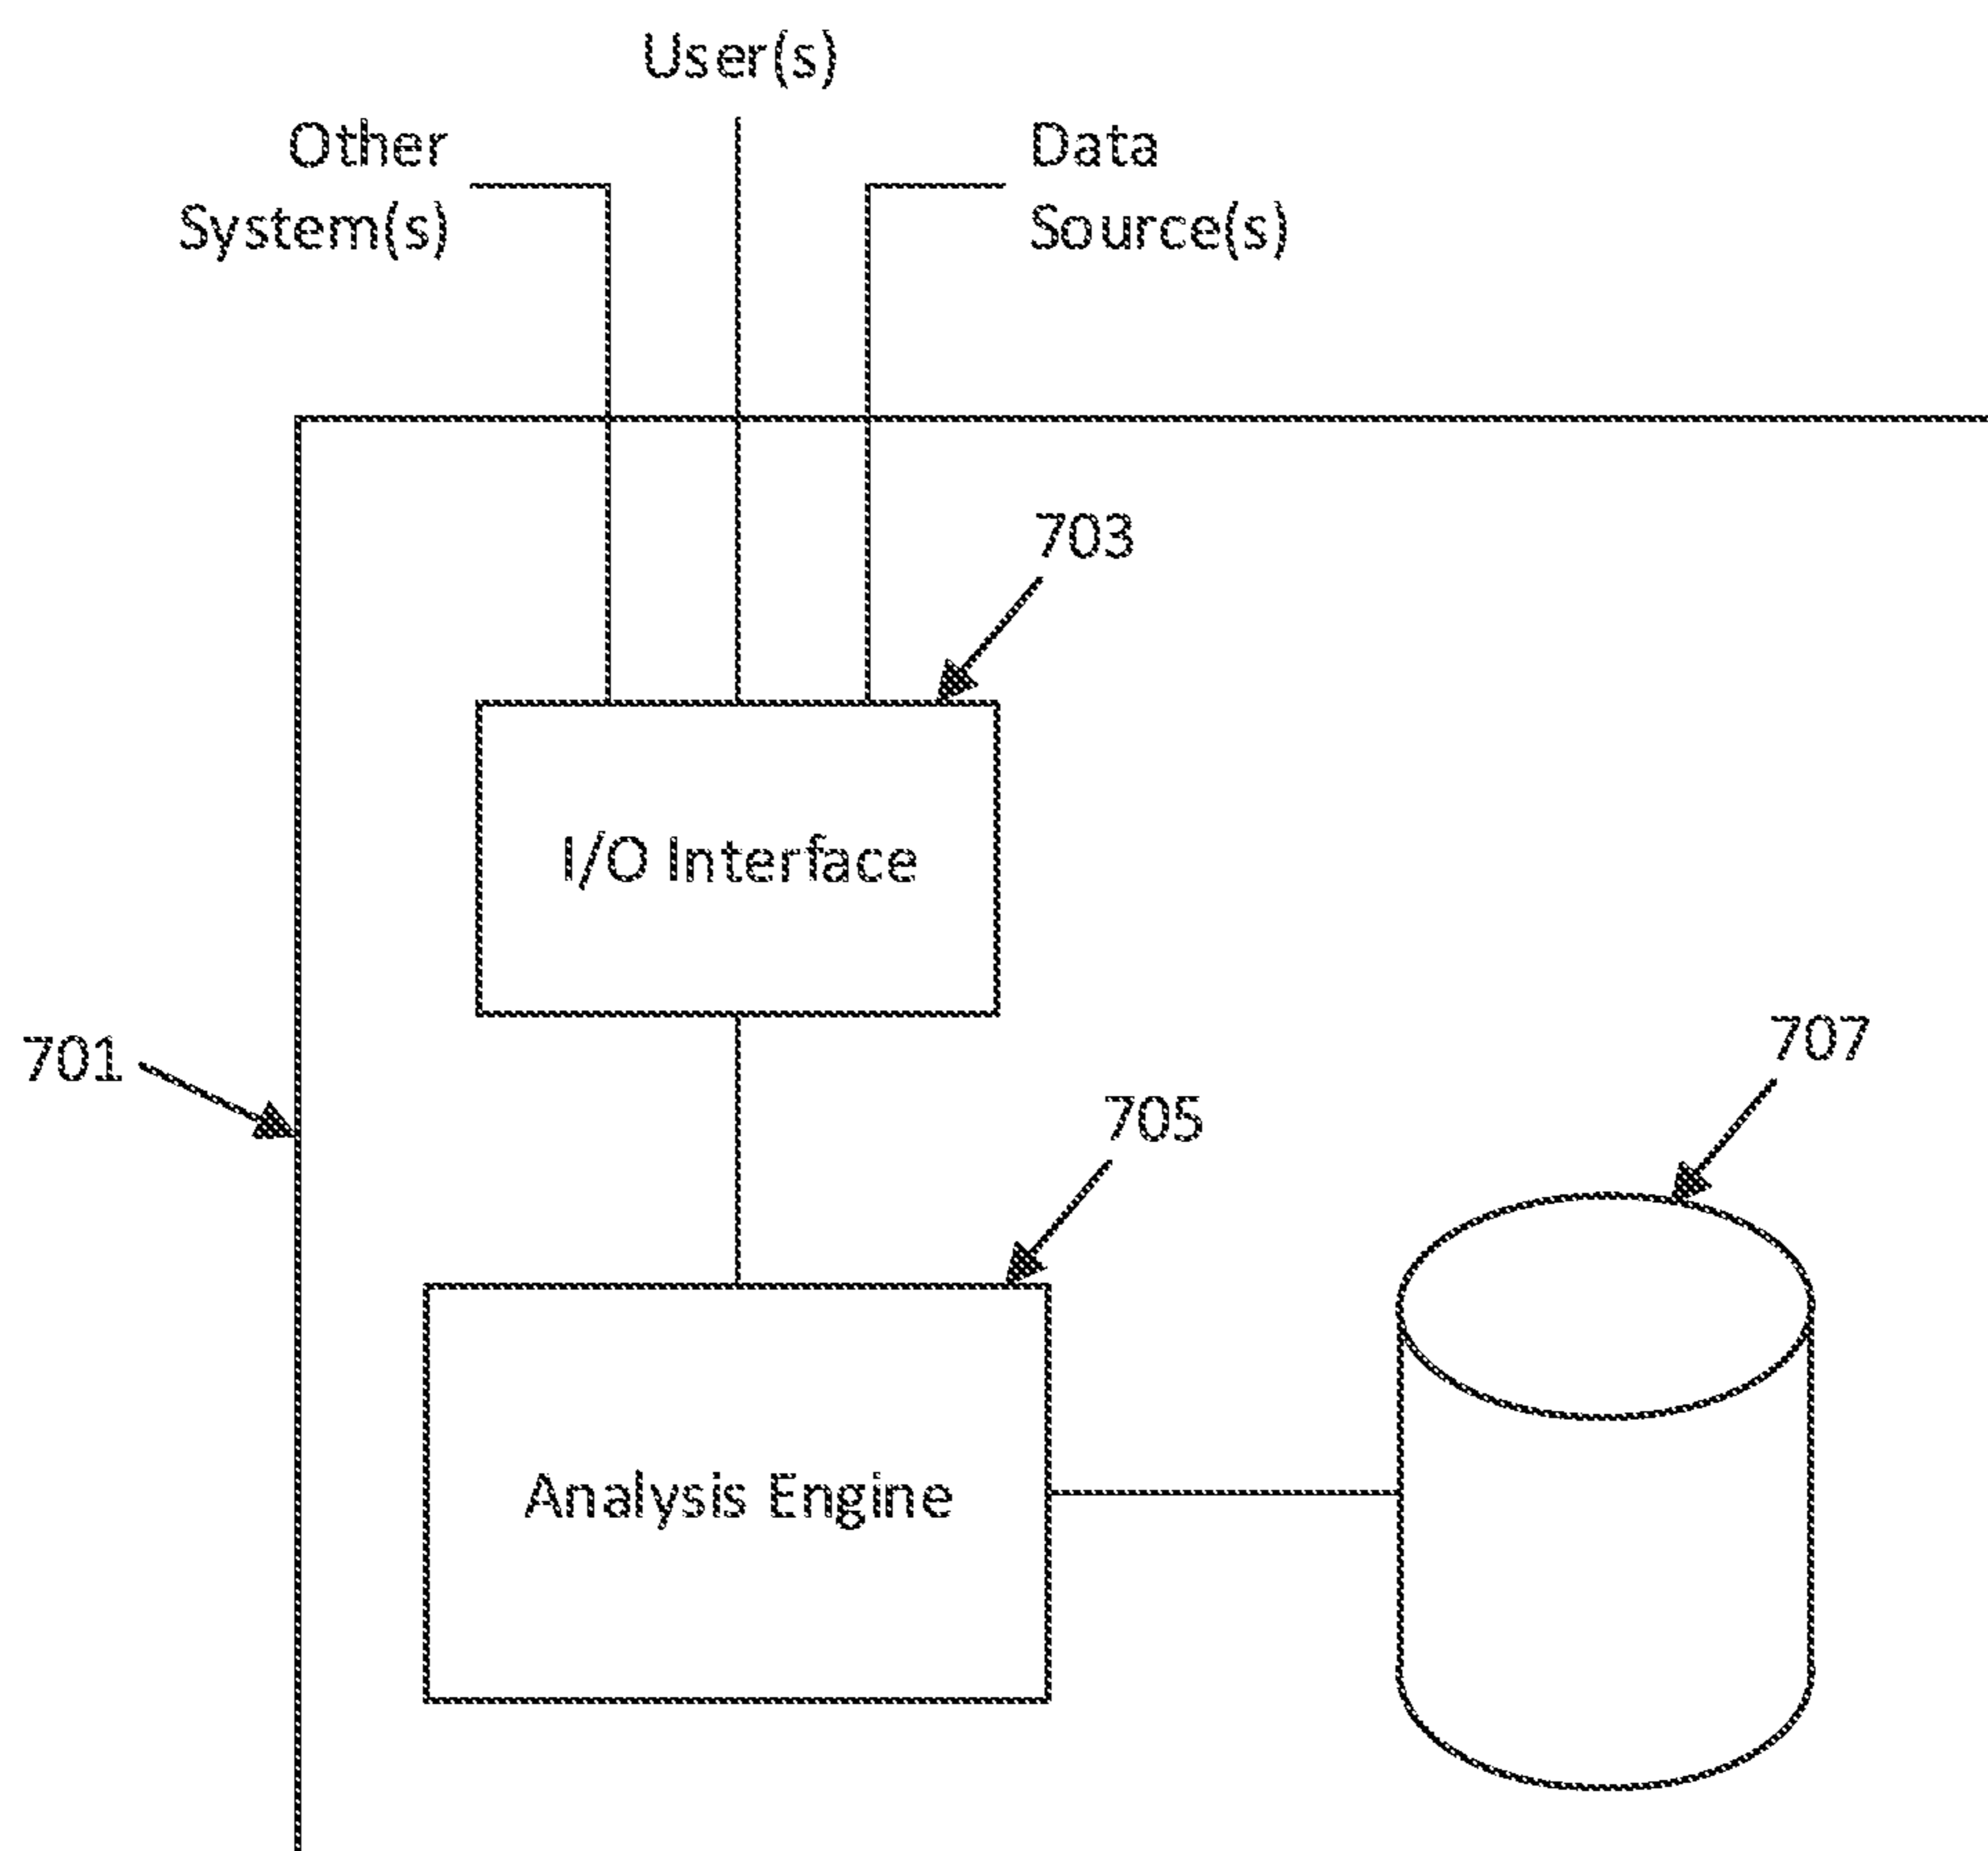 User(s)
Other
System(s)
Data
Source(s)
703
I/O Interface
701
707
705
Analysis Engine